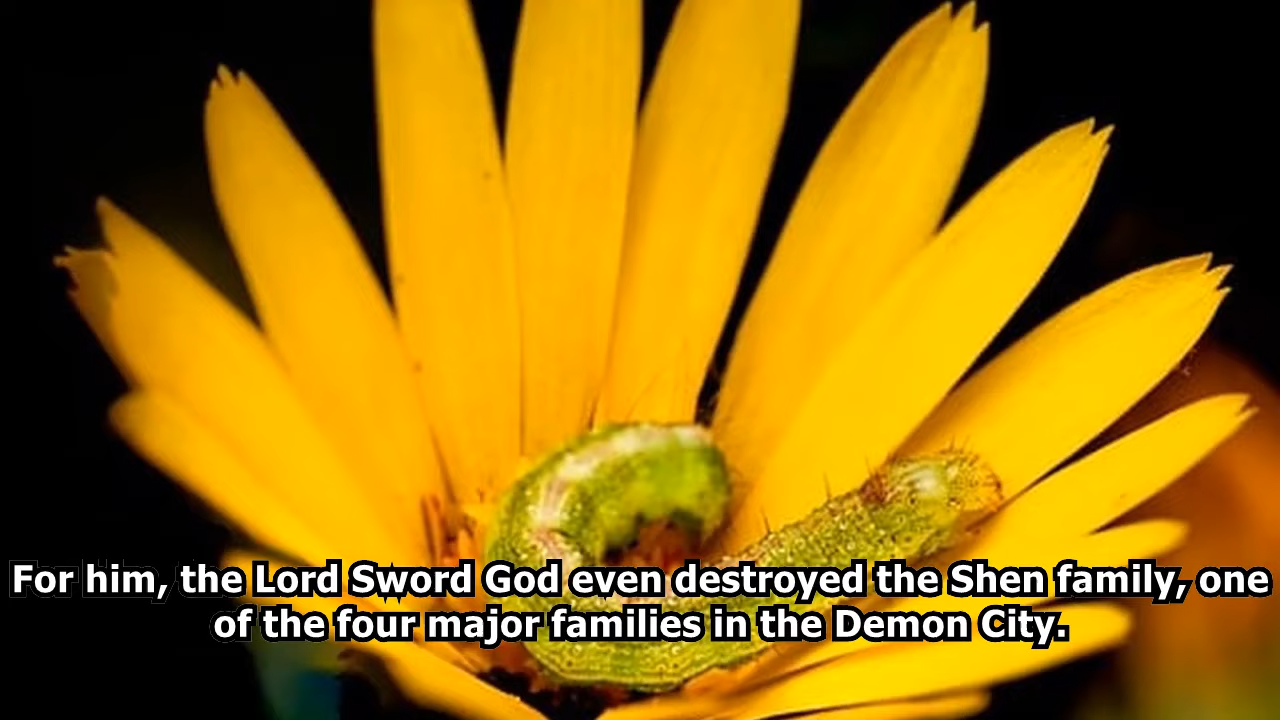 For him, the Lord Sword God even destroyed the Shen family, one
of the four major families in the Demon City.